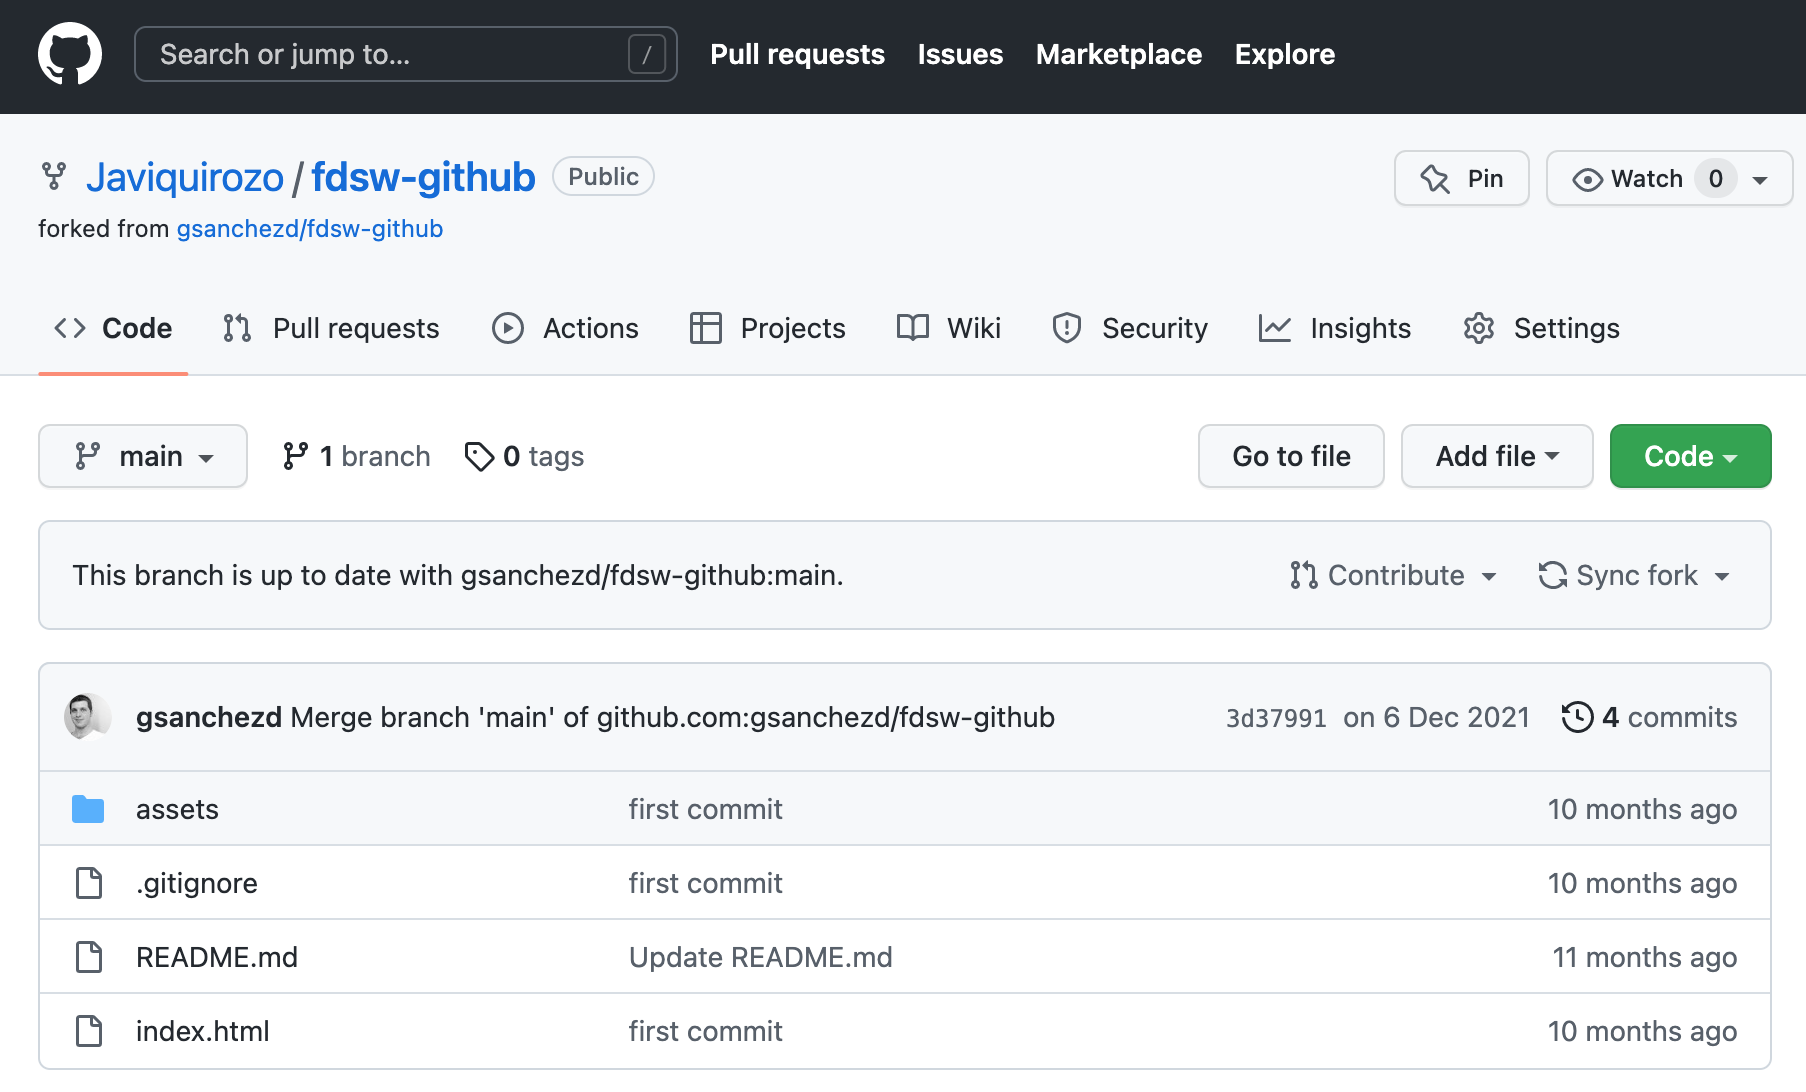 Search or jump to... /
Pull requests Issues Marketplace Explore
Javiquirozo / fdsw-github Public
Pin Watch 0
forked from gsanchezd/fdsw-github
Code Pull requests Actions Projects Wiki Security Insights Settings
main 1 branch 0 tags Go to file Add file Code
This branch is up to date with gsanchezd/fdsw-github:main. Contribute Sync fork
gsanchezd Merge branch 'main' of github.com:gsanchezd/fdsw-github 3d37991 on 6 Dec 2021 4 commits
assets first commit 10 months ago
.gitignore first commit 10 months ago
README.md Update README.md 11 months ago
index.html first commit 10 months ago